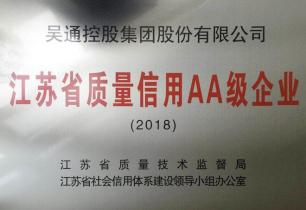 吴通控股集团股份有限公司
江苏省质量信用AA级企业
(2018)
江苏省质量技术监督局
江苏省社会信用体系建设领导小组办公室